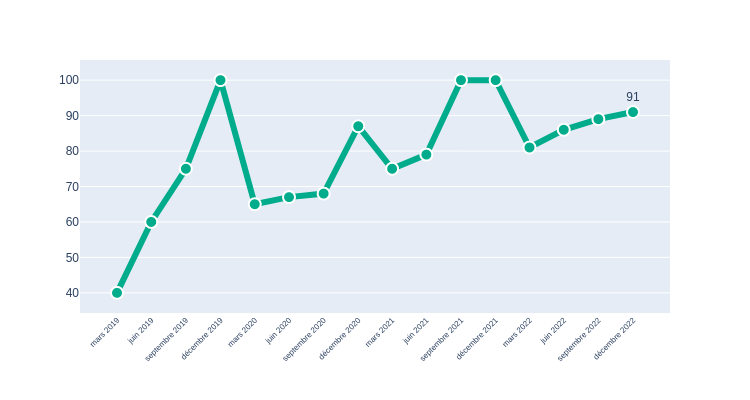 100
90
80
70
60
50
40
91
mars 2019
juin 2019
septembre 2019
décembre 2019
mars 2020
juin 2020
septembre 2020
décembre 2020
mars 2021
juin 2021
septembre 2021
décembre 2021
mars 2022
juin 2022
septembre 2022
décembre 2022